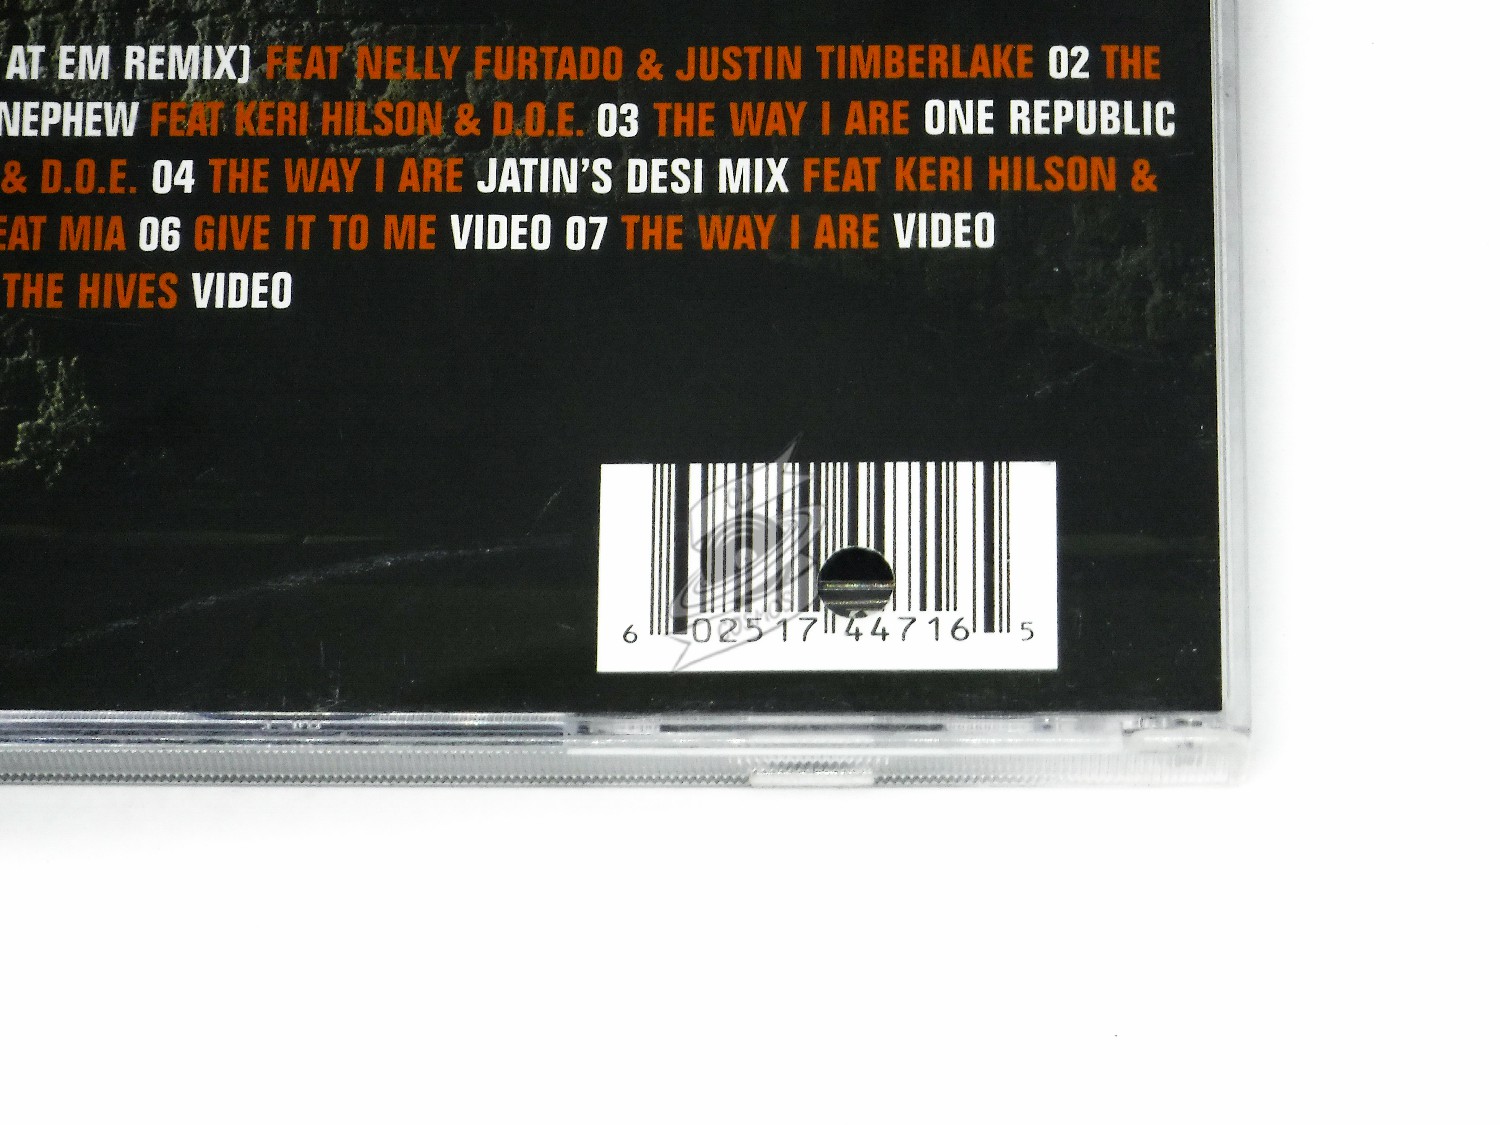 AT EM REMIX) FEAT NELLY FURTADO & JUSTIN TIMBERLAKE 02 THE
NEPHEW FEAT KERI HILSON & D.O.E. 03 THE WAY I ARE ONE REPUBLIC
& D.O.E. 04 THE WAY I ARE JATIN'S DESI MIX FEAT KERI HILSON &
EAT MIA 06 GIVE IT TO ME VIDEO 07 THE WAY I ARE VIDEO
THE HIVES VIDEO
CD
COSMOS
6 02517 44716 5